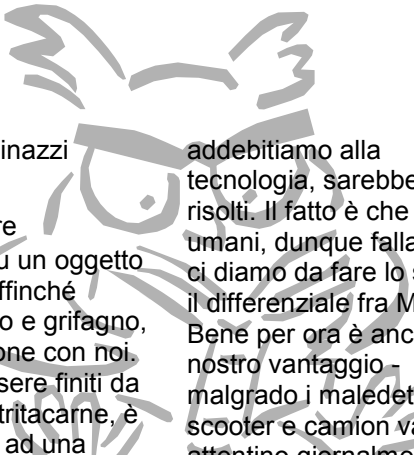 inazzi
re
u un oggetto
ffinché
o e grifagno,
one con noi.
sere finiti da
tritacarne, è
ad una
addebitiamo alla
tecnologia, sarebbe
risolti. Il fatto è che
umani, dunque falla
ci diamo da fare lo s
il differenziale fra M
Bene per ora è anc
nostro vantaggio -
malgrado i maledet
scooter e camion va
attentino giornalme